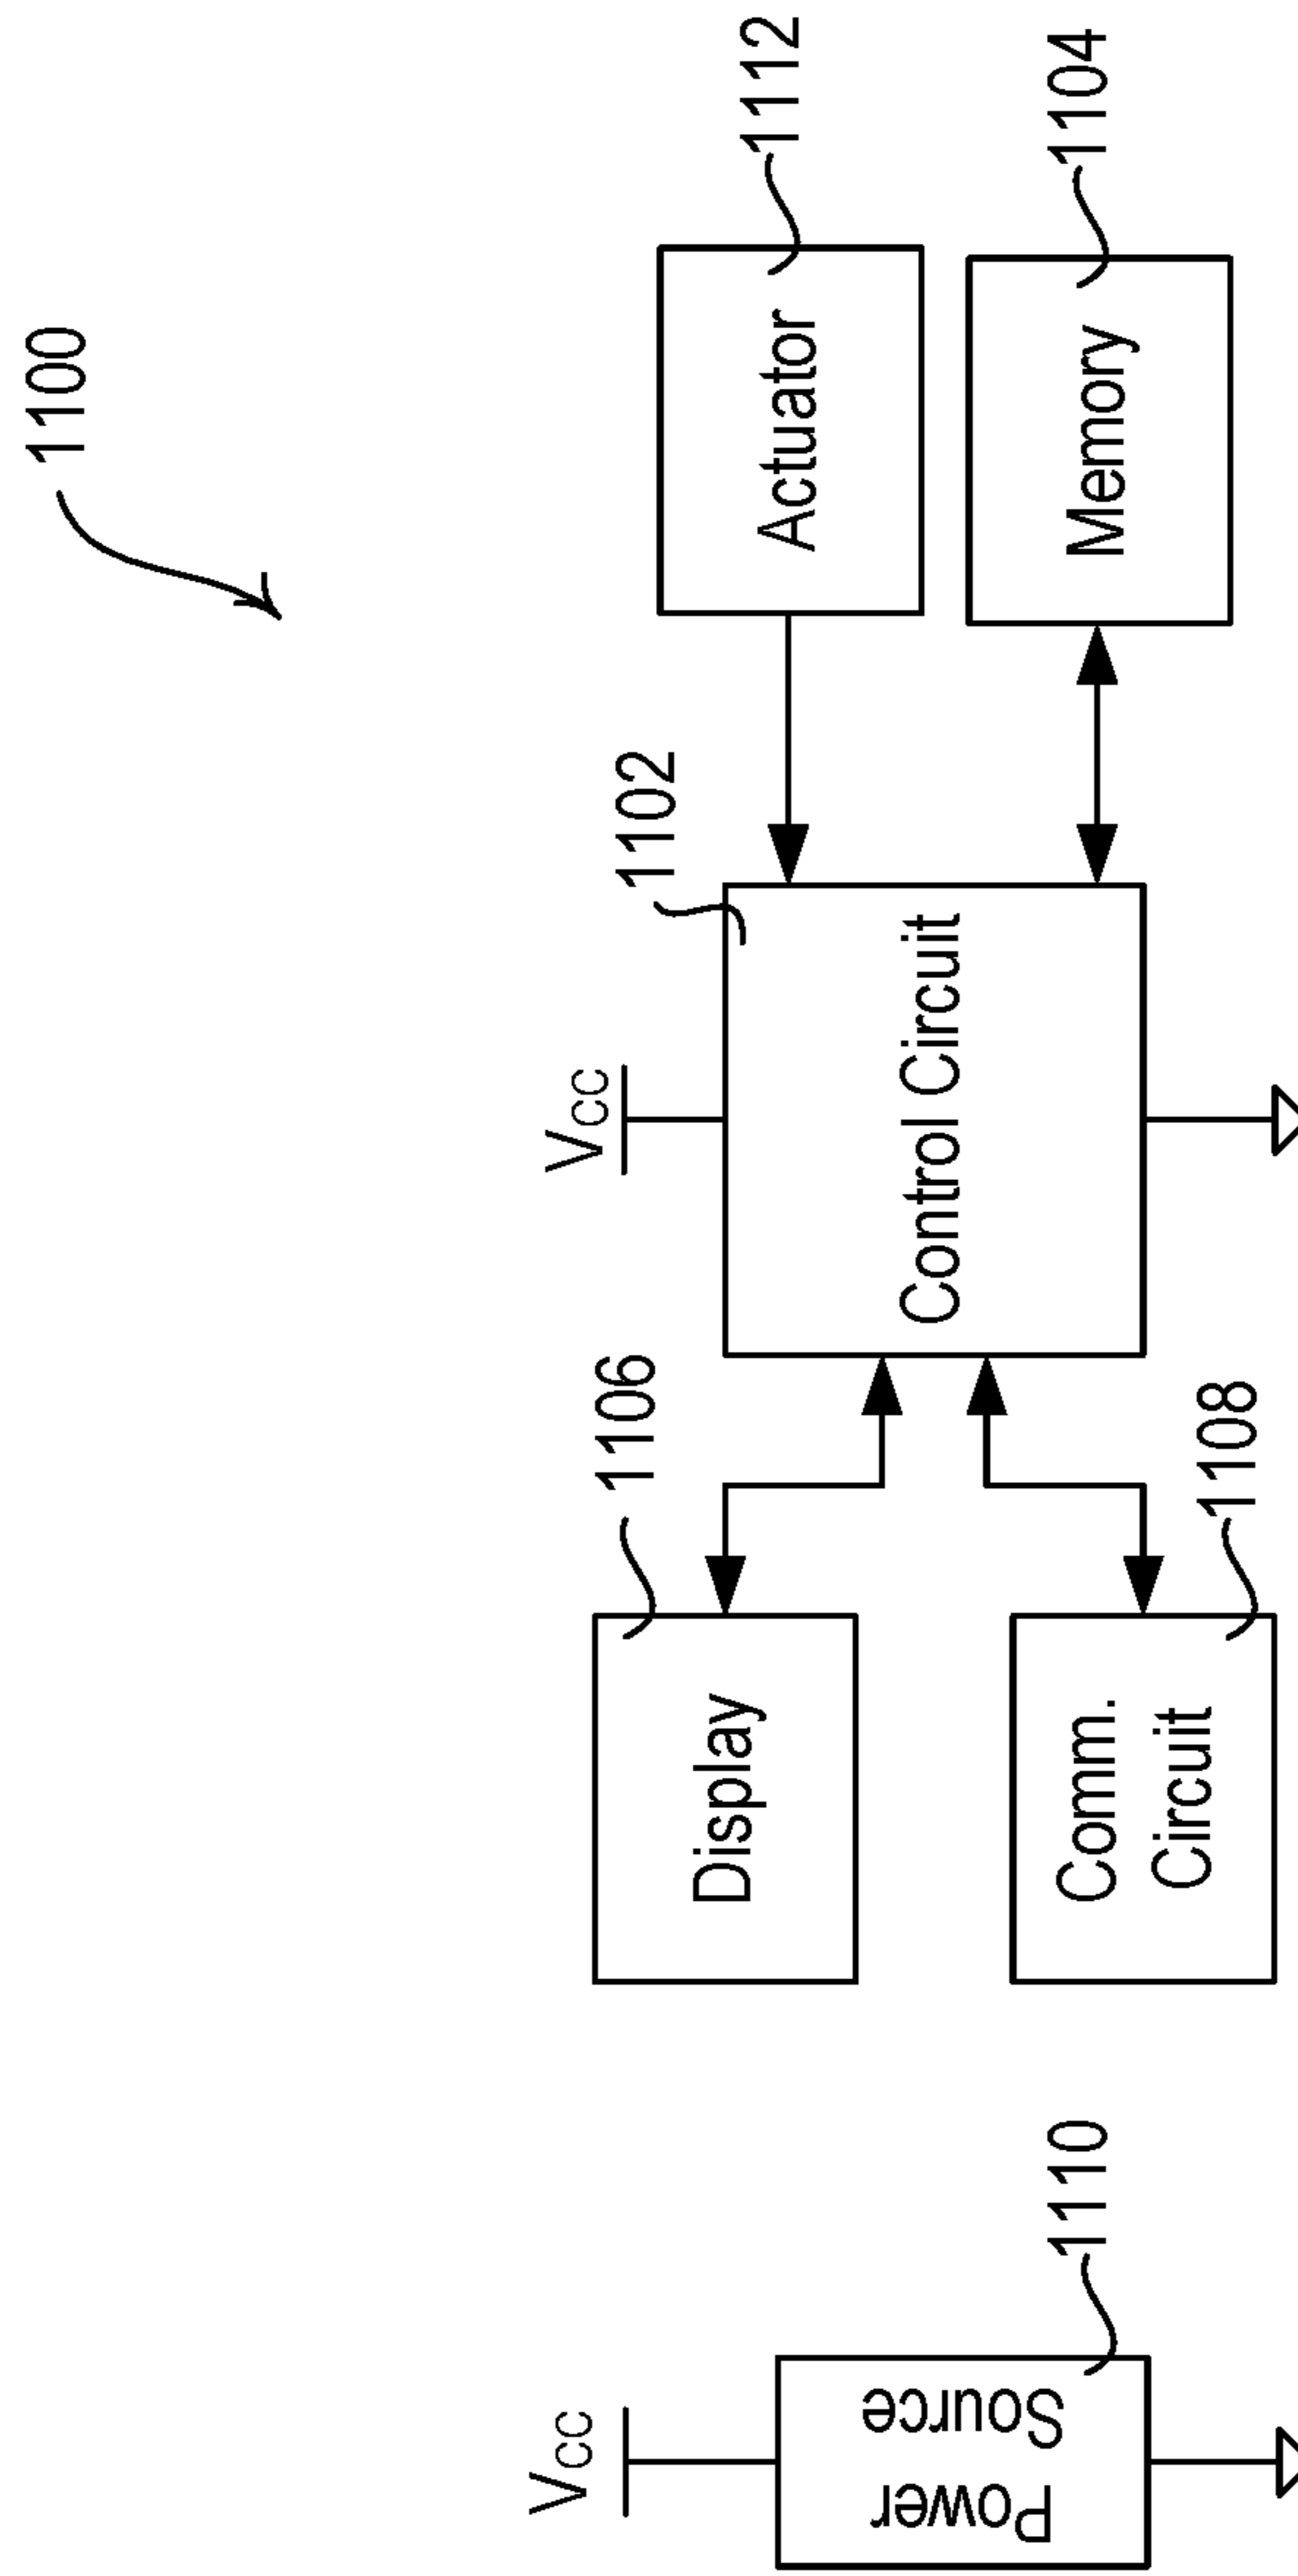 1100
1112
Actuator
1104
Memory
1102
VCC
Control Circuit
1106
Display
1108
Comm.
Circuit
VCC
1110
Power
Source